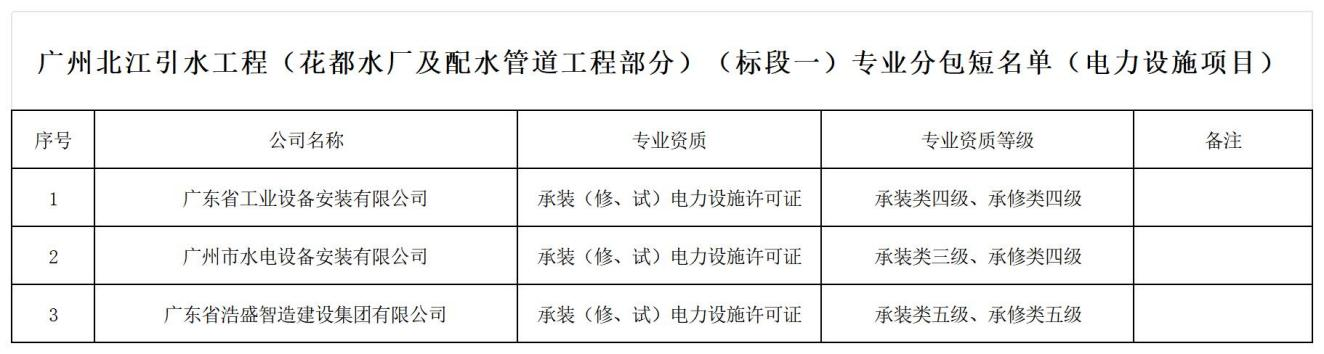 广州北江引水工程（花都水厂及配水管道工程部分）（标段一）专业分包短名单（电力设施项目）
序号 公司名称 专业资质 专业资质等级 备注
1 广东省工业设备安装有限公司 承装（修、试）电力设施许可证 承装类四级、承修类四级
2 广州市水电设备安装有限公司 承装（修、试）电力设施许可证 承装类三级、承修类四级
3 广东省浩盛智造建设集团有限公司 承装（修、试）电力设施许可证 承装类五级、承修类五级